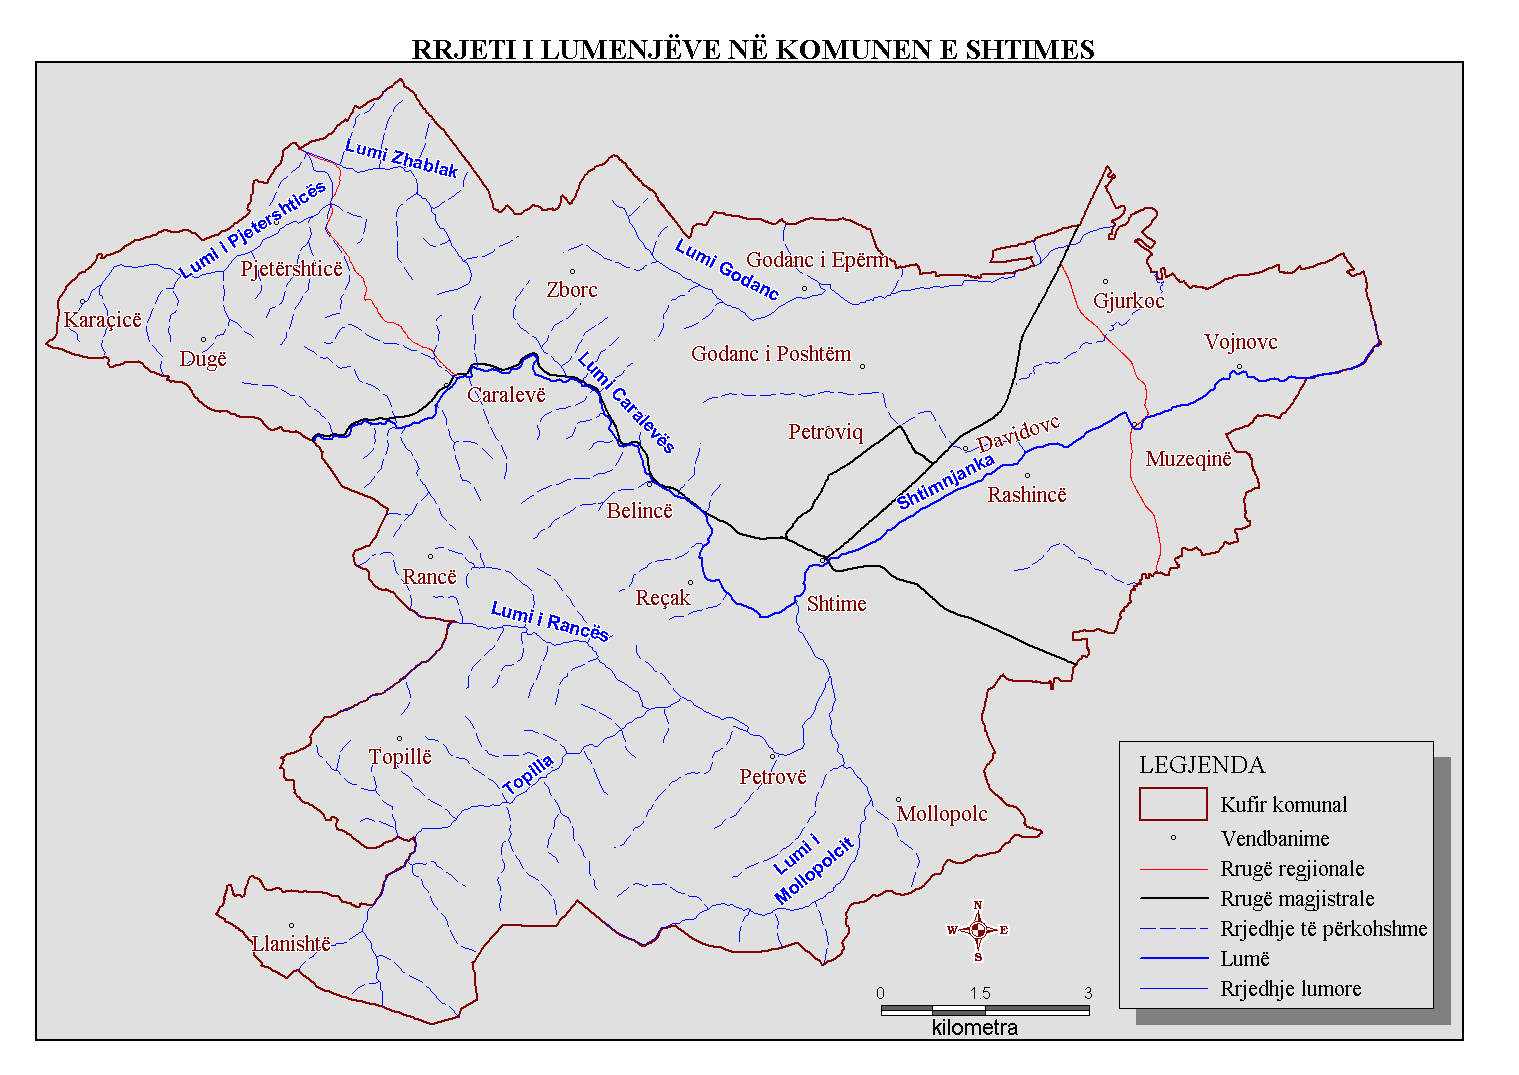 RRJETI I LUMENJËVE NË KOMUNEN E SHTIMES
Lumi Zhablak
Lumi i Pjetershticës
Pjetërshticë
Karaçicë
Dugë
Zborc
Lumi Godanc
Godanc i Epërm
Gjurkoc
Vojnovc
Godanc i Poshtëm
Caralevë
Lumi Caralevës
Petroviq
Davidovc
Shtimnjanka
Muzeqinë
Rashincë
Belincë
Rancë
Reçak
Shtime
Lumi i Rancës
Topillë
Topilla
Petrovë
Mollopolc
Lumi i
Mollopolcit
Llanishtë
N
W E
S
0 1.5 3
kilometra
LEGJENDA
Kufir komunal
Vendbanime
Rrugë regjionale
Rrugë magjistrale
Rrjedhje të përkohshme
Lumë
Rrjedhje lumore